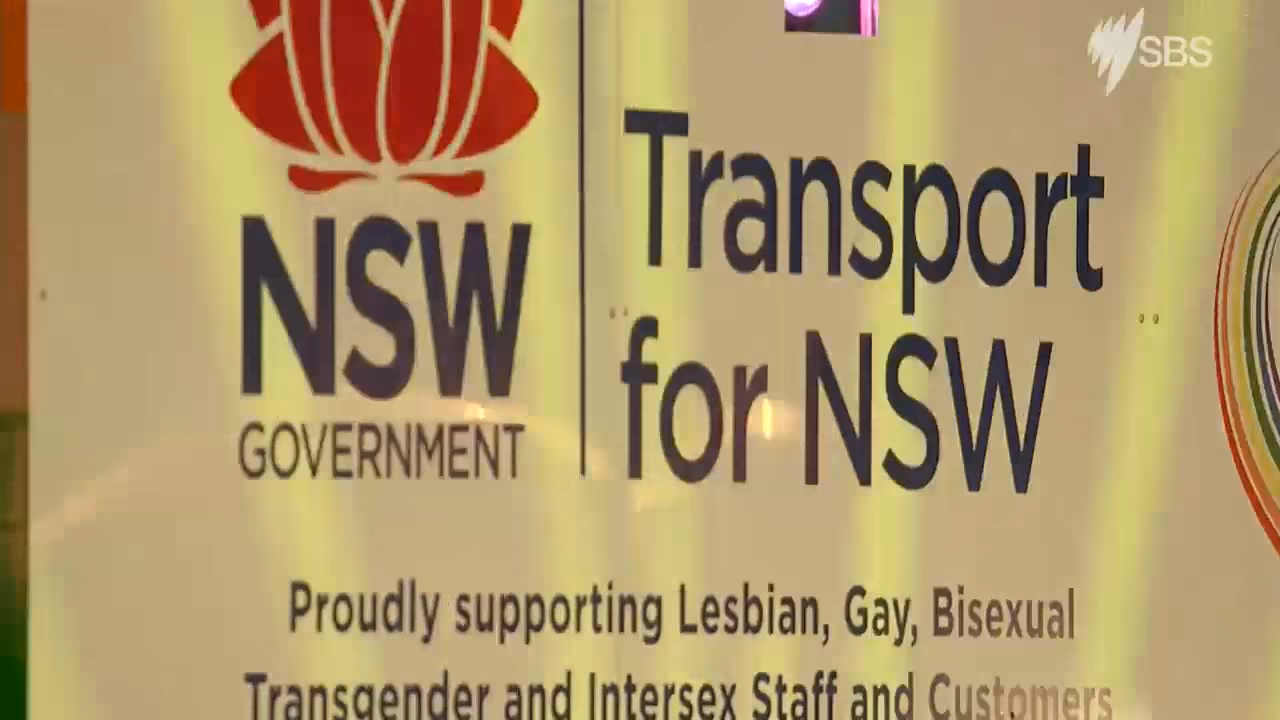 SBS
NSW
GOVERNMENT
Transport
for NSW
Proudly supporting Lesbian, Gay, Bisexual
Transgender and Intersex Staff and Customers